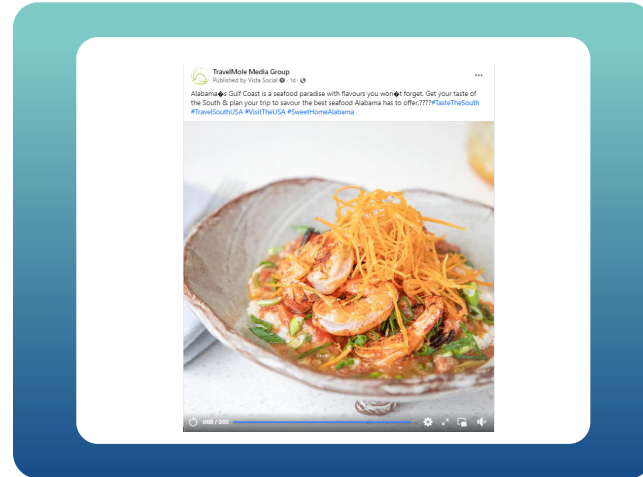 TravelMole Media Group
Published by Vista Social · 1d ·
Alabama�s Gulf Coast is a seafood paradise with flavours you won�t forget. Get your taste of
the South & plan your trip to savour the best seafood Alabama has to offer.????#TasteTheSouth
#TravelSouthUSA #VisitTheUSA #SweetHomeAlabama